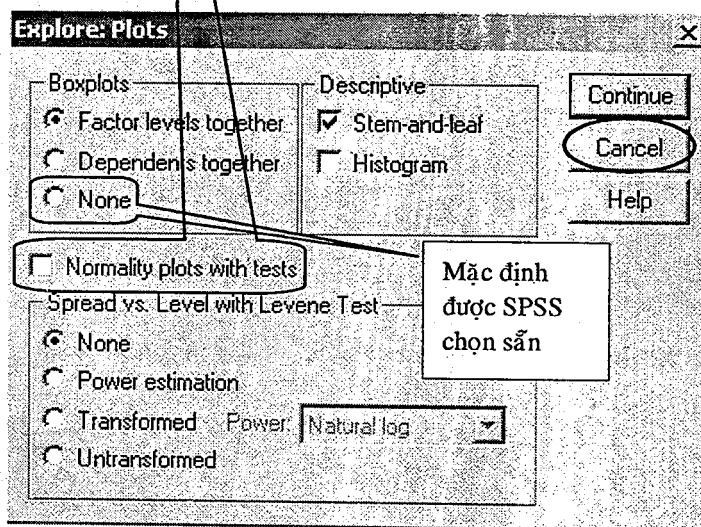 Explore: Plots
Boxplots
Factor levels together
Dependents together
None
Descriptive
Stem-and-leaf
Histogram
Continue
Cancel
Help
Normality plots with tests
Mặc định
được SPSS
chọn sẵn
Spread vs. Level with Levene Test
None
Power estimation
Transformed Power: Natural log
Untransformed